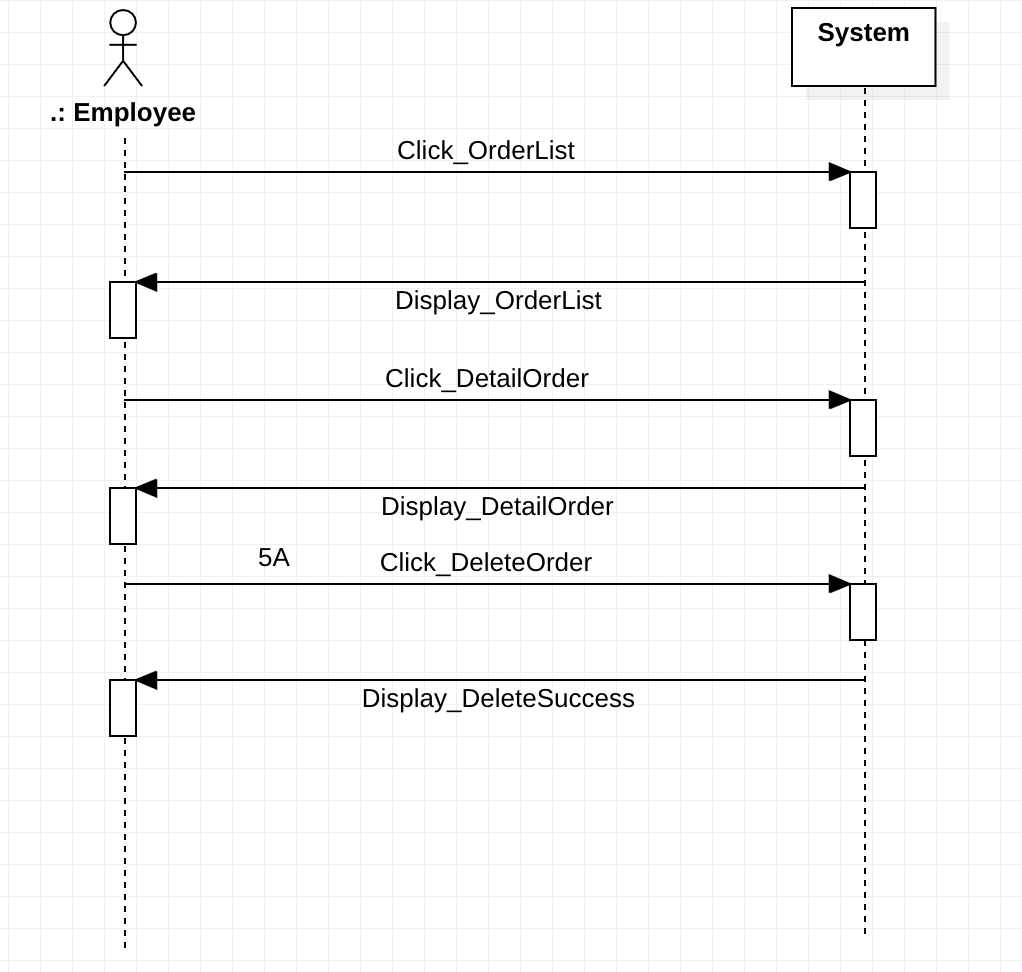 System
.: Employee
Click_OrderList
Display_OrderList
Click_DetailOrder
Display_DetailOrder
5A
Click_DeleteOrder
Display_DeleteSuccess